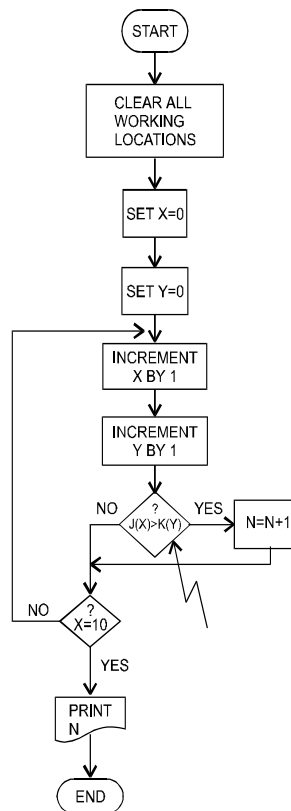 START
CLEAR ALL
WORKING
LOCATIONS
SET X=0
SET Y=0
INCREMENT
X BY 1
INCREMENT
Y BY 1
NO
?
J(X)>K(Y)
YES
N=N+1
NO
?
X=10
YES
PRINT
N
END